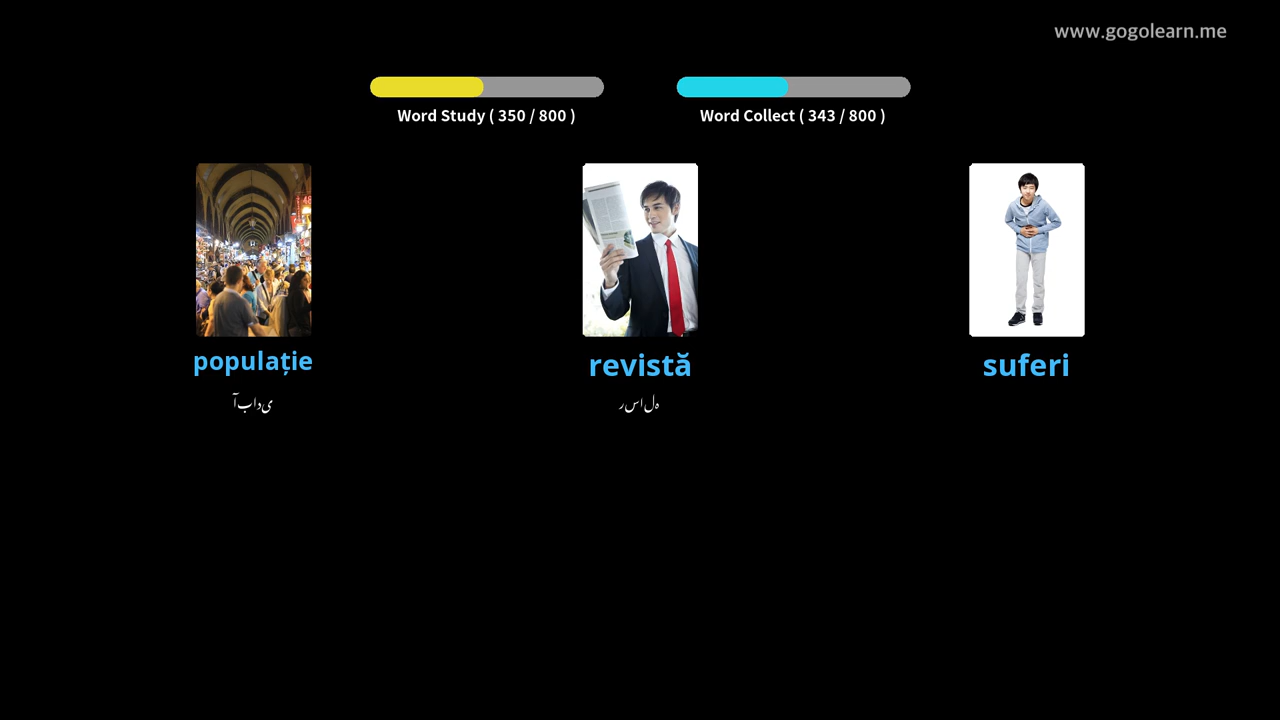 www.gogolearn.me
Word Study ( 350 / 800 )
Word Collect ( 343 / 800 )
populație
revistă
suferi
آبادی
رسالہ